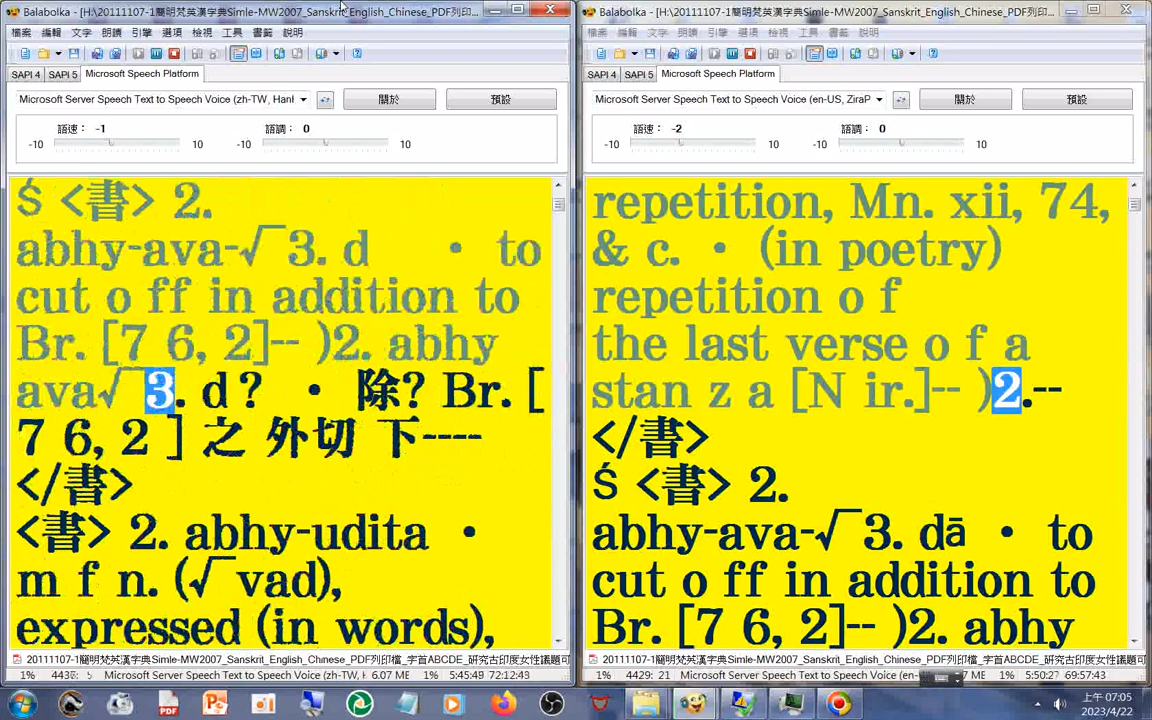 Balabolka - [H:\20111107-1簡明梵英漢字典Simle-MW2007_Sanskrit_English_Chinese_PDF列印...
檔案 編輯 文字 朗讀 引擎 選項 檢視 工具 書籤 說明
SAPI 4 SAPI 5 Microsoft Speech Platform
Microsoft Server Speech Text to Speech Voice (zh-TW, Hanl
關於
預設
語速: -1
語調: 0
-10 10 -10 10
Ś <書> 2.
abhy-ava-√ 3. d • to
cut o ff in addition to
Br. [7 6, 2]-- )2. abhy
ava√ 3. d? • 除? Br. [
7 6, 2 ] 之 外切 下----
</書>
<書> 2. abhy-udita •
m f n. (√ vad),
expressed (in words),
20111107-1簡明梵英漢字典Simle-MW2007_Sanskrit_English_Chinese_PDF列印檔_字首ABCDE_研究古印度女性議題可
1% Microsoft Server Speech Text to Speech Voice (zh-TW, 6.07 MB 1% 5:45:49 72:12:43
Balabolka - [H:\20111107-1簡明梵英漢字典Simle-MW2007_Sanskrit_English_Chinese_PDF列印...
檔案 編輯 文字 朗讀 引擎 選項 檢視 工具 書籤 說明
SAPI 4 SAPI 5 Microsoft Speech Platform
Microsoft Server Speech Text to Speech Voice (en-US, ZiraP
關於
預設
語速: -2
語調: 0
-10 10 -10 10
repetition, Mn. xii, 74,
& c. • (in poetry)
repetition o f
the last verse o f a
stan z a [N ir.]-- )2.--
</書>
Ś <書> 2.
abhy-ava-√ 3. dā • to
cut o ff in addition to
Br. [7 6, 2]-- )2. abhy
20111107-1簡明梵英漢字典Simle-MW2007_Sanskrit_English_Chinese_PDF列印檔_字首ABCDE_研究古印度女性議題可
1% 4429: 21 Microsoft Server Speech Text to Speech Voice (en-US, 6.07 MB 1% 5:50:27 69:57:43
上午 07:05
2023/4/22